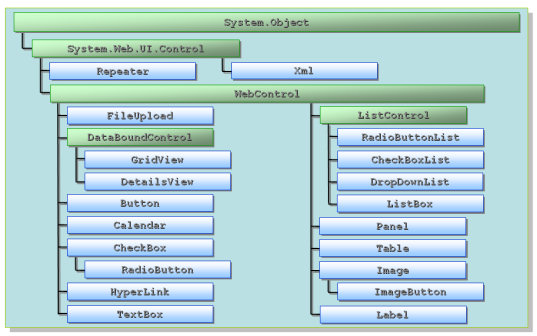 System.Object
System.Web.UI.Control
Repeater
Xml
WebControl
FileUpload
DataBoundControl
GridView
DetailsView
Button
Calendar
CheckBox
RadioButton
HyperLink
TextBox
ListControl
RadioButtonList
CheckBoxList
DropDownList
ListBox
Panel
Table
Image
ImageButton
Label